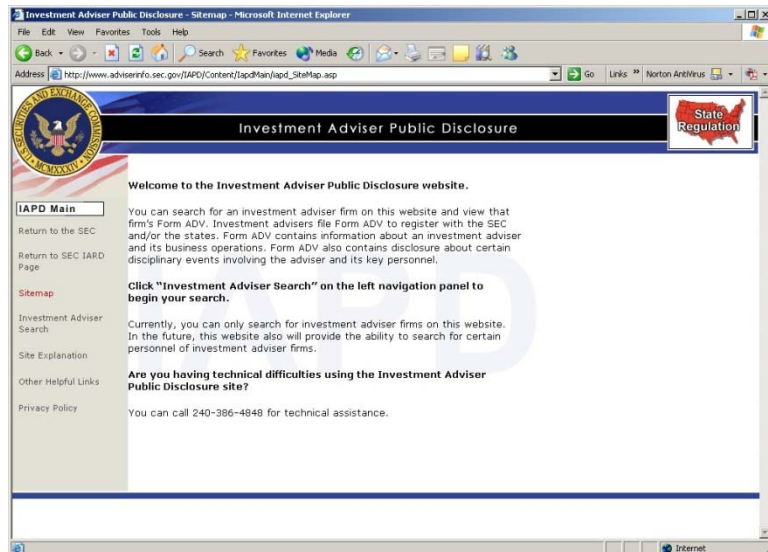 Investment Adviser Public Disclosure - Sitemap - Microsoft Internet Explorer
File Edit View Favorites Tools Help
Back Search Favorites Media
Address http://www.adviserinfo.sec.gov/IAPD/Content/IapdMain/iapd_SiteMap.asp Go Links » Norton AntiVirus
U.S. SECURITIES AND EXCHANGE COMMISSION
MCMXXXIV
Investment Adviser Public Disclosure
State
Regulation
IAPD Main
Return to the SEC
Return to SEC IARD
Page
Sitemap
Investment Adviser
Search
Site Explanation
Other Helpful Links
Privacy Policy
IAPD
Welcome to the Investment Adviser Public Disclosure website.
You can search for an investment adviser firm on this website and view that
firm's Form ADV. Investment advisers file Form ADV to register with the SEC
and/or the states. Form ADV contains information about an investment adviser
and its business operations. Form ADV also contains disclosure about certain
disciplinary events involving the adviser and its key personnel.
Click "Investment Adviser Search" on the left navigation panel to
begin your search.
Currently, you can only search for investment adviser firms on this website.
In the future, this website also will provide the ability to search for certain
personnel of investment adviser firms.
Are you having technical difficulties using the Investment Adviser
Public Disclosure site?
You can call 240-386-4848 for technical assistance.
Internet